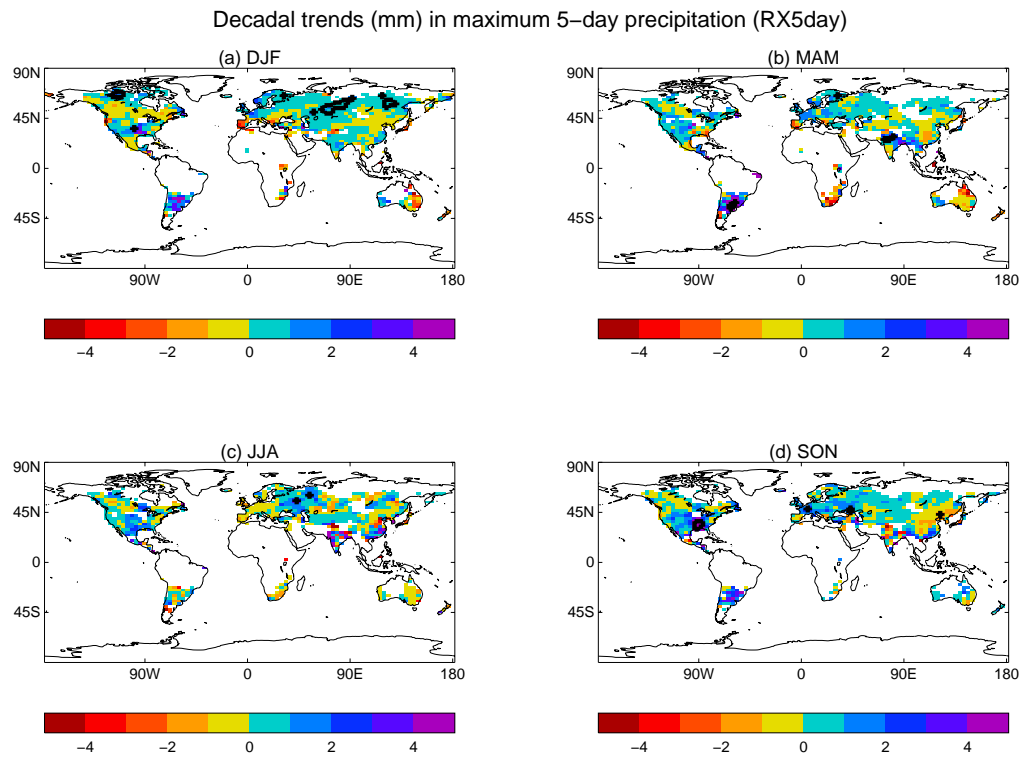 Decadal trends (mm) in maximum 5−day precipitation (RX5day)
(a) DJF
(b) MAM
90N
45N
0
45S
90W 0 90E 180
90N
45N
0
45S
90W 0 90E 180
−4 −2 0 2 4
−4 −2 0 2 4
(c) JJA
(d) SON
90N
45N
0
45S
90W 0 90E 180
90N
45N
0
45S
90W 0 90E 180
−4 −2 0 2 4
−4 −2 0 2 4